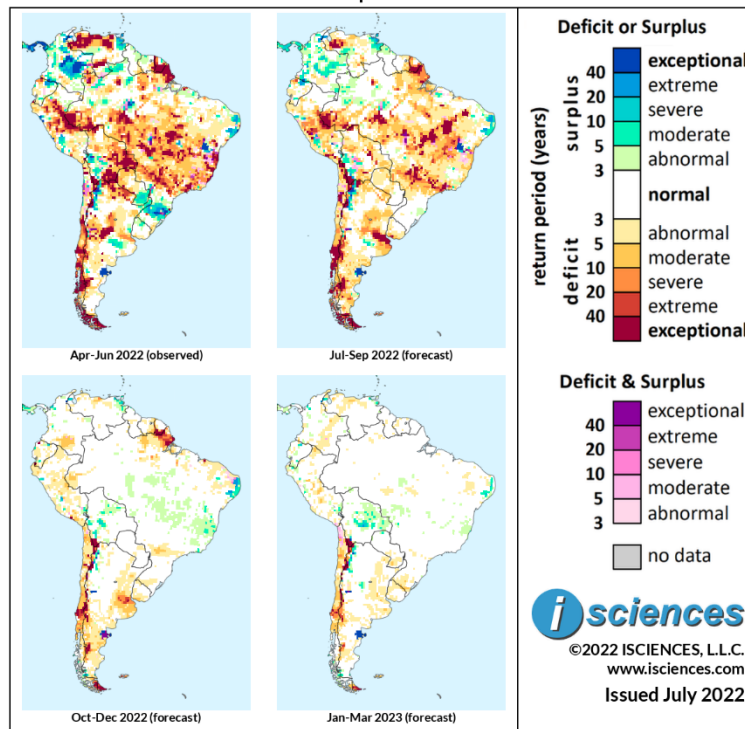 Deficit or Surplus
return period (years)
surplus
deficit
40
20
10
5
3
3
5
10
20
40
exceptional
extreme
severe
moderate
abnormal
normal
abnormal
moderate
severe
extreme
exceptional
Apr-Jun 2022 (observed)
Jul-Sep 2022 (forecast)
Deficit & Surplus
40
20
10
5
3
exceptional
extreme
severe
moderate
abnormal
no data
i sciences
©2022 ISCIENCES, L.L.C.
www.isciences.com
Issued July 2022
Oct-Dec 2022 (forecast)
Jan-Mar 2023 (forecast)